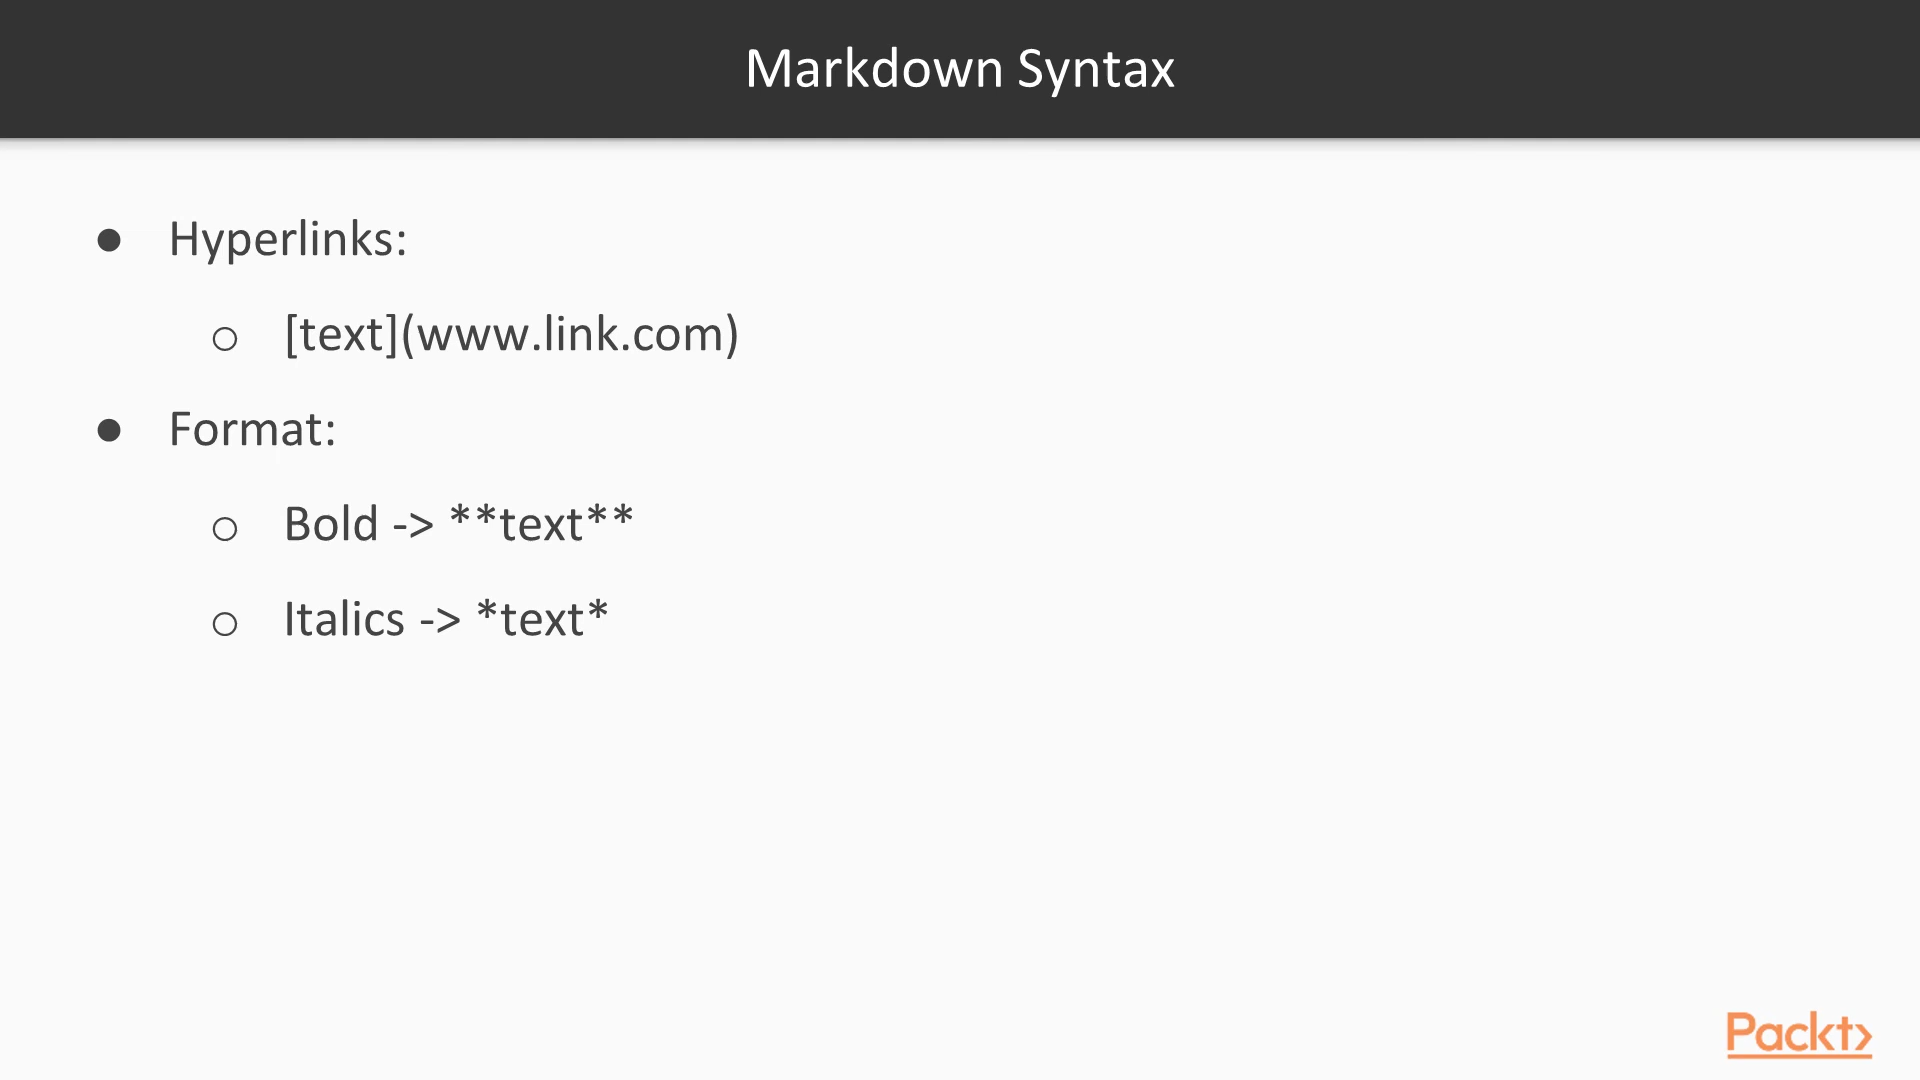 Markdown Syntax
● Hyperlinks:
○ [text](www.link.com)
● Format:
○ Bold -> **text**
○ Italics -> *text*
Packt>